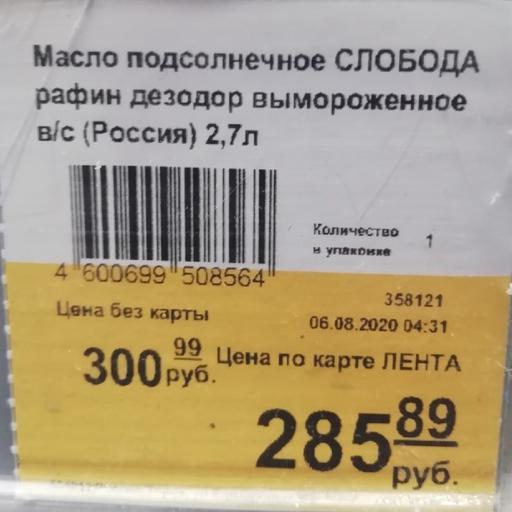 Масло подсолнечное СЛОБОДА
рафин дезодор вымороженное
в/с (Россия) 2,7л
Количество
в упаковке 1
4 600699 508564
358121
Цена без карты
06.08.2020 04:31
300 99 руб.
Цена по карте ЛЕНТА
285 89
руб.